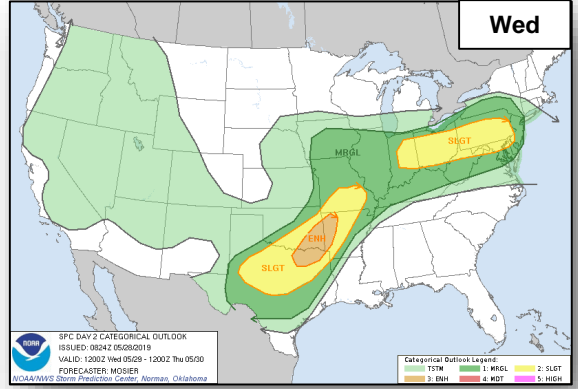 Wed
MRGL
SLGT
ENH
SLGT
NOAA
SPC DAY 2 CATEGORICAL OUTLOOK
ISSUED: 0824Z 05/28/2019
VALID: 1200Z Wed 05/29 - 1200Z Thu 05/30
FORECASTER: MOSIER
NOAA/NWS Storm Prediction Center, Norman, Oklahoma
Categorical Outlook Legend:
TSTM 1: MRGL 2: SLGT
3: ENH 4: MDT 5: HIGH